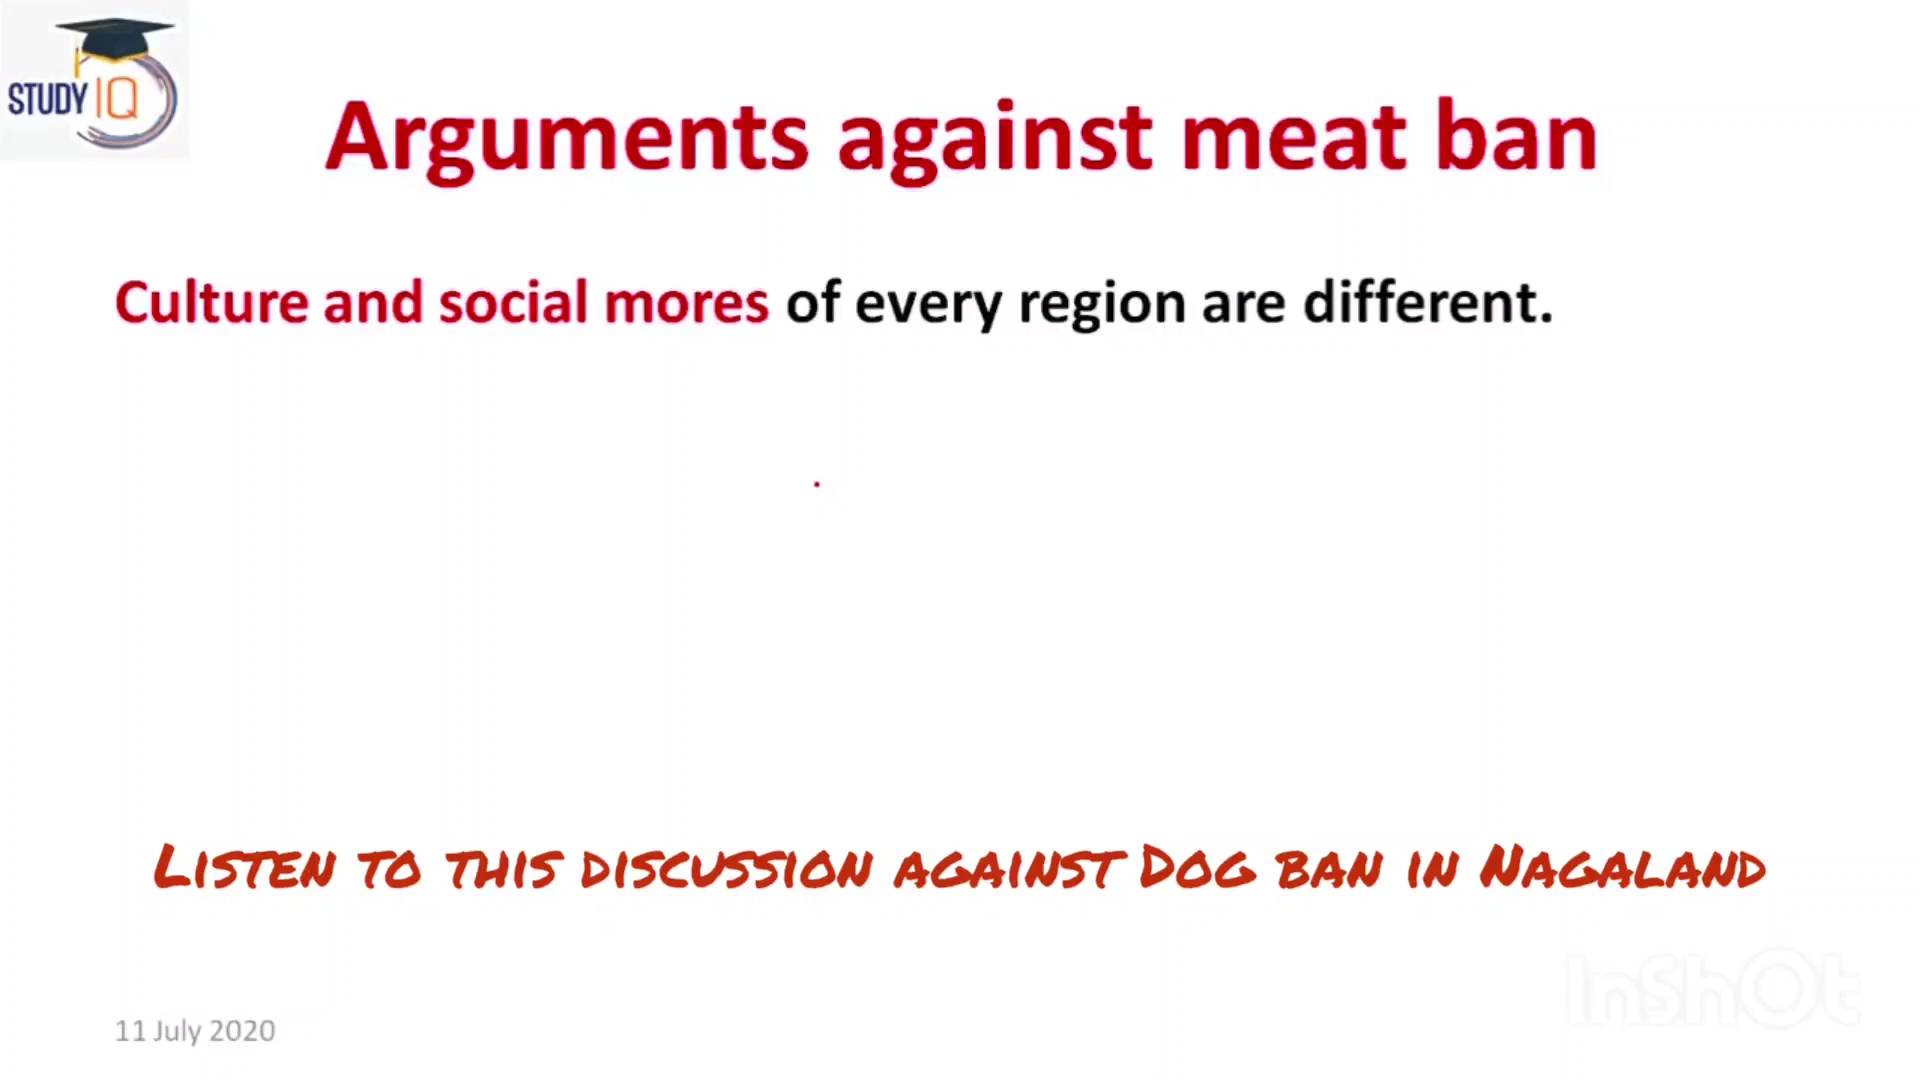 STUDY IQ
Arguments against meat ban
Culture and social mores of every region are different.
Listen to this discussion against Dog ban in Nagaland
InShOt
11 July 2020